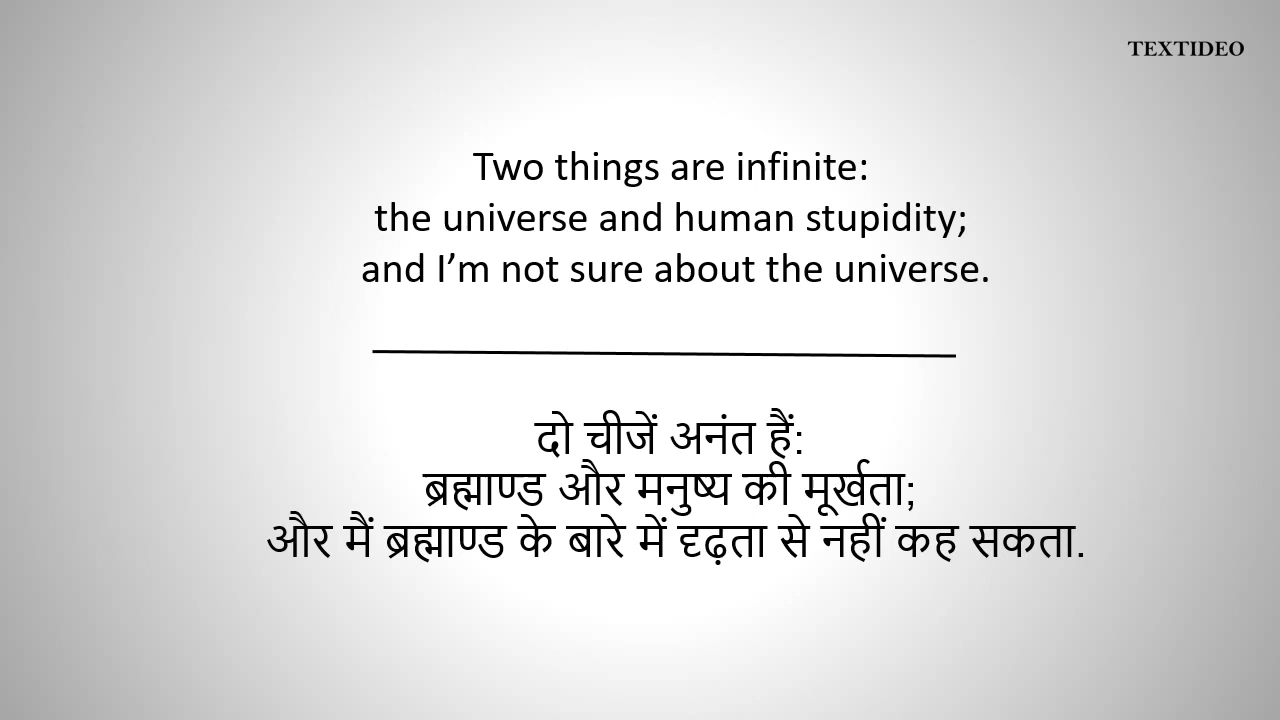 TEXTIDEO
Two things are infinite:
the universe and human stupidity;
and I’m not sure about the universe.
दो चीजें अनंत हैं:
ब्रह्माण्ड और मनुष्य की मूर्खता;
और मैं ब्रह्माण्ड के बारे में दृढ़ता से नहीं कह सकता.